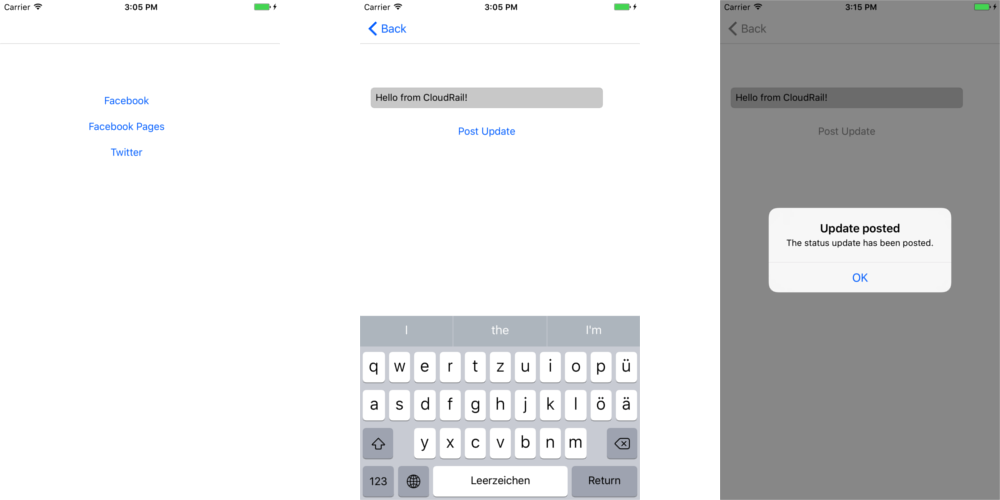 Carrier 3:05 PM
Facebook
Facebook Pages
Twitter
Carrier 3:05 PM
Back
Hello from CloudRail!
Post Update
I the I'm
q w e r t z u i o p ü
a s d f g h j k l ö ä
y x c v b n m
123 Leerzeichen Return
Carrier 3:15 PM
Back
Hello from CloudRail!
Post Update
Update posted
The status update has been posted.
OK